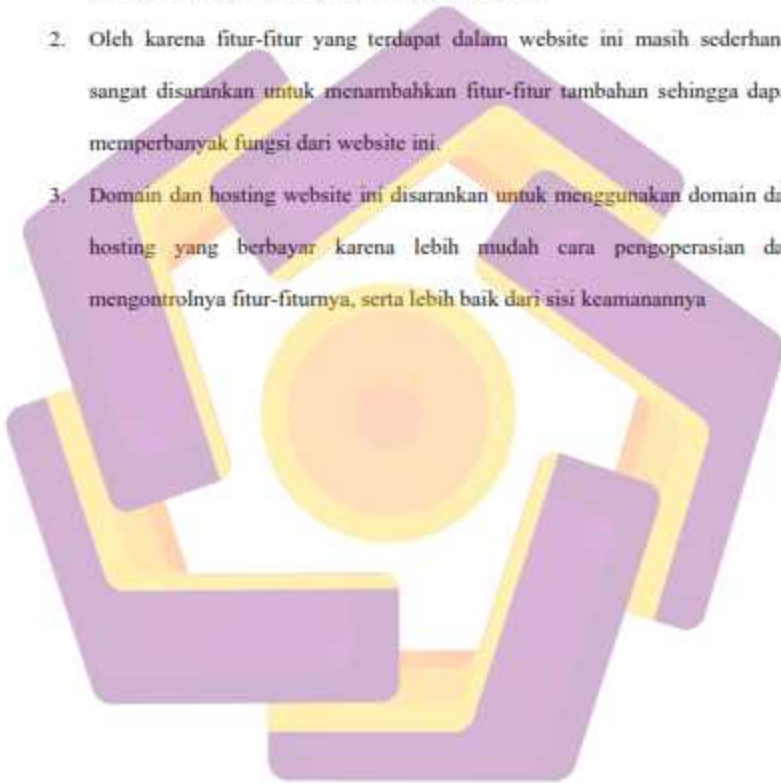 2. Oleh karena fitur-fitur yang terdapat dalam website ini masih sederhan
sangat disarankan untuk menambahkan fitur-fitur tambahan sehingga dap
memperbanyak fungsi dari website ini.
3. Domain dan hosting website ini disarankan untuk menggunakan domain da
hosting yang berbayar karena lebih mudah cara pengoperasian da
mengontrolnya fitur-fiturnya, serta lebih baik dari sisi keamanannya